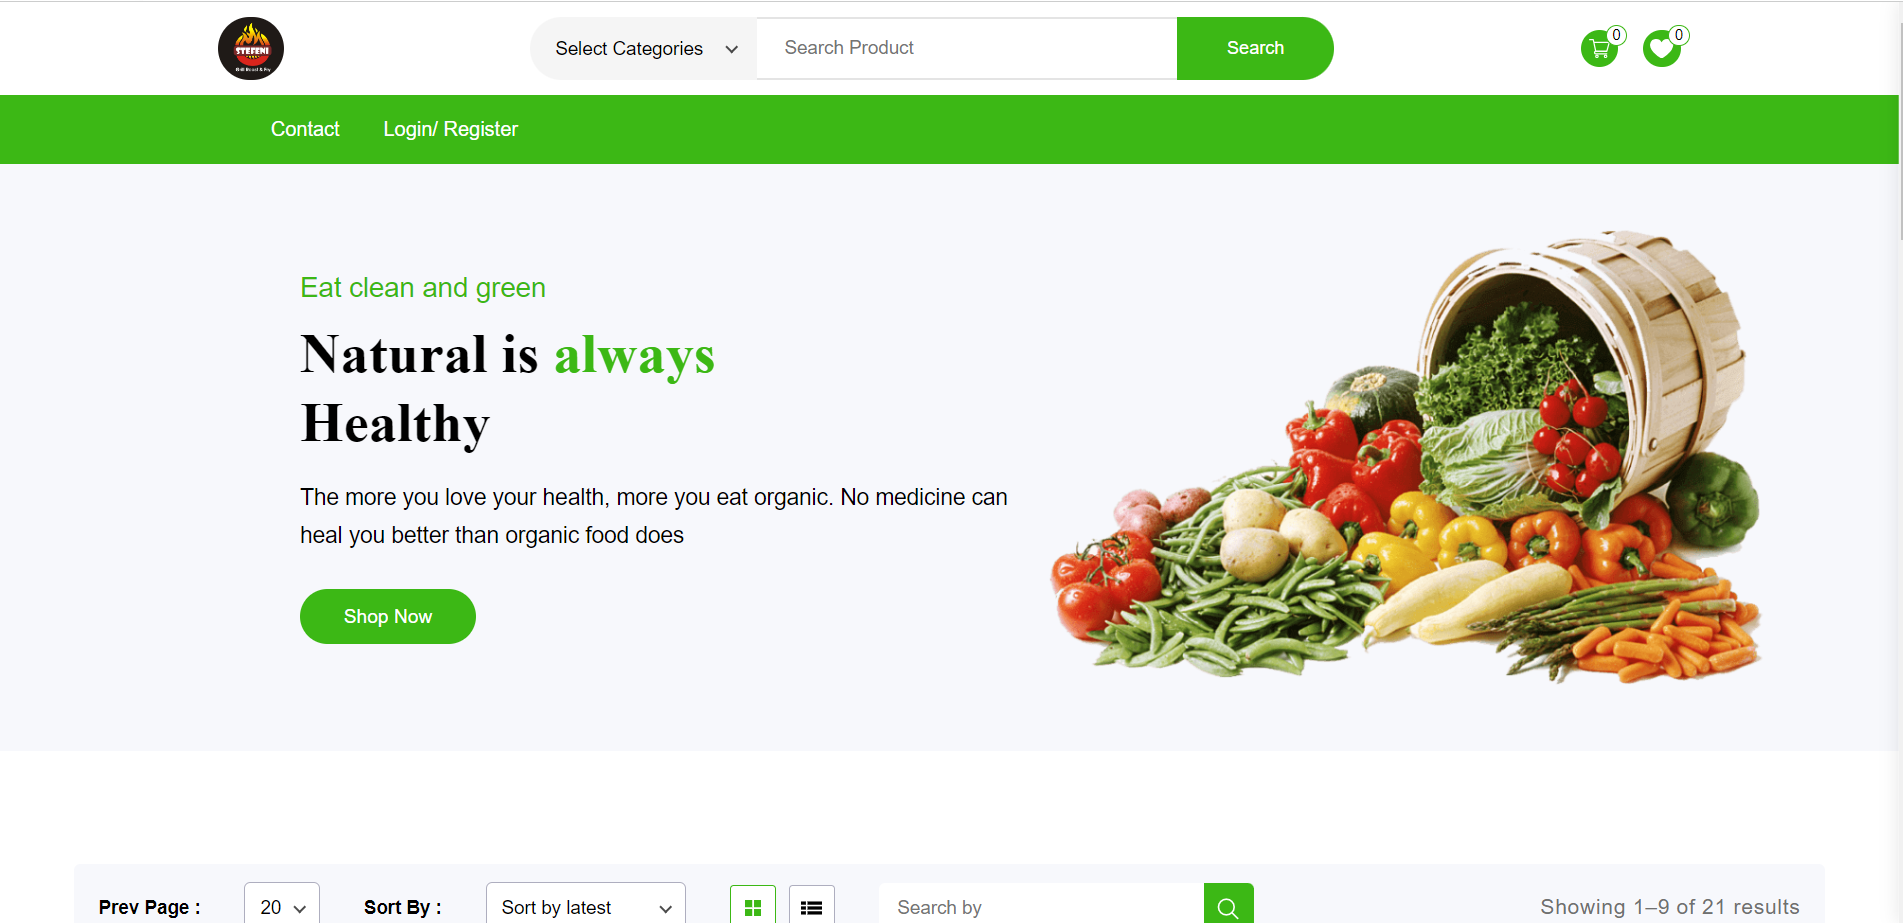 STEFENI
Grill Roast & Fry
Select Categories
Search Product
Search
0
0
Contact
Login/ Register
Eat clean and green
Natural is always
Healthy
The more you love your health, more you eat organic. No medicine can
heal you better than organic food does
Shop Now
Prev Page :
20
Sort By :
Sort by latest
Search by
Showing 1–9 of 21 results